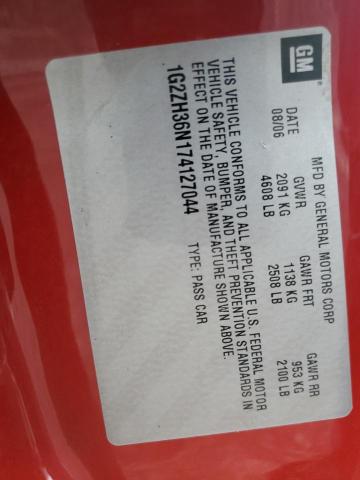 GM
MFD BY GENERAL MOTORS CORP
DATE GVWR GAWR FRT GAWR RR
08/06 2091 KG 1138 KG 953 KG
4608 LB 2508 LB 2100 LB
THIS VEHICLE CONFORMS TO ALL APPLICABLE U.S. FEDERAL MOTOR
VEHICLE SAFETY, BUMPER, AND THEFT PREVENTION STANDARDS IN
EFFECT ON THE DATE OF MANUFACTURE SHOWN ABOVE.
1G2ZH36N174127044 TYPE: PASS CAR